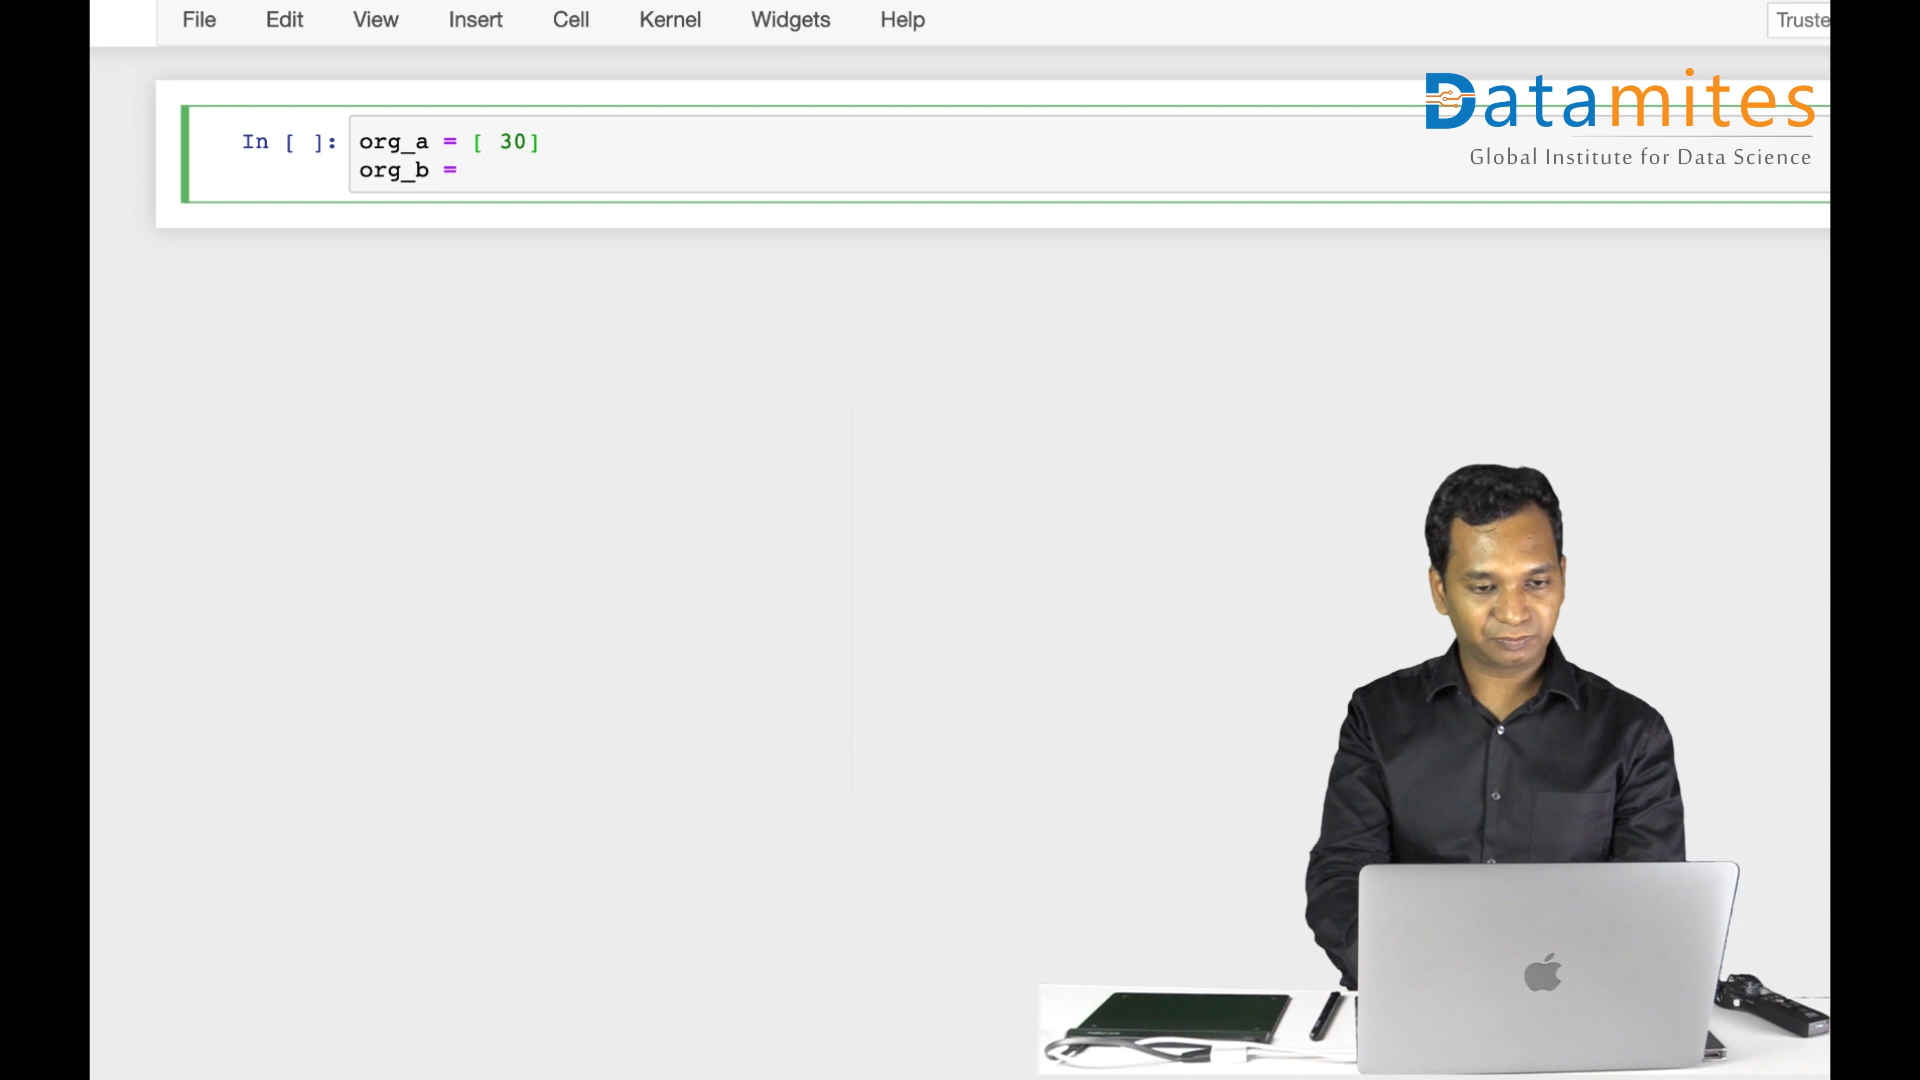 File Edit View Insert Cell Kernel Widgets Help Truste
Datamites
Global Institute for Data Science
In [ ]: org_a = [ 30]
org_b =